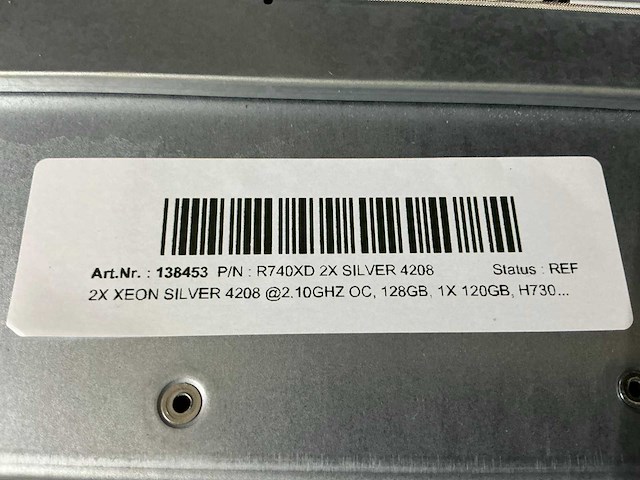 Art.Nr. : 138453 P/N : R740XD 2X SILVER 4208 Status : REF
2X XEON SILVER 4208 @2.10GHZ OC, 128GB, 1X 120GB, H730...